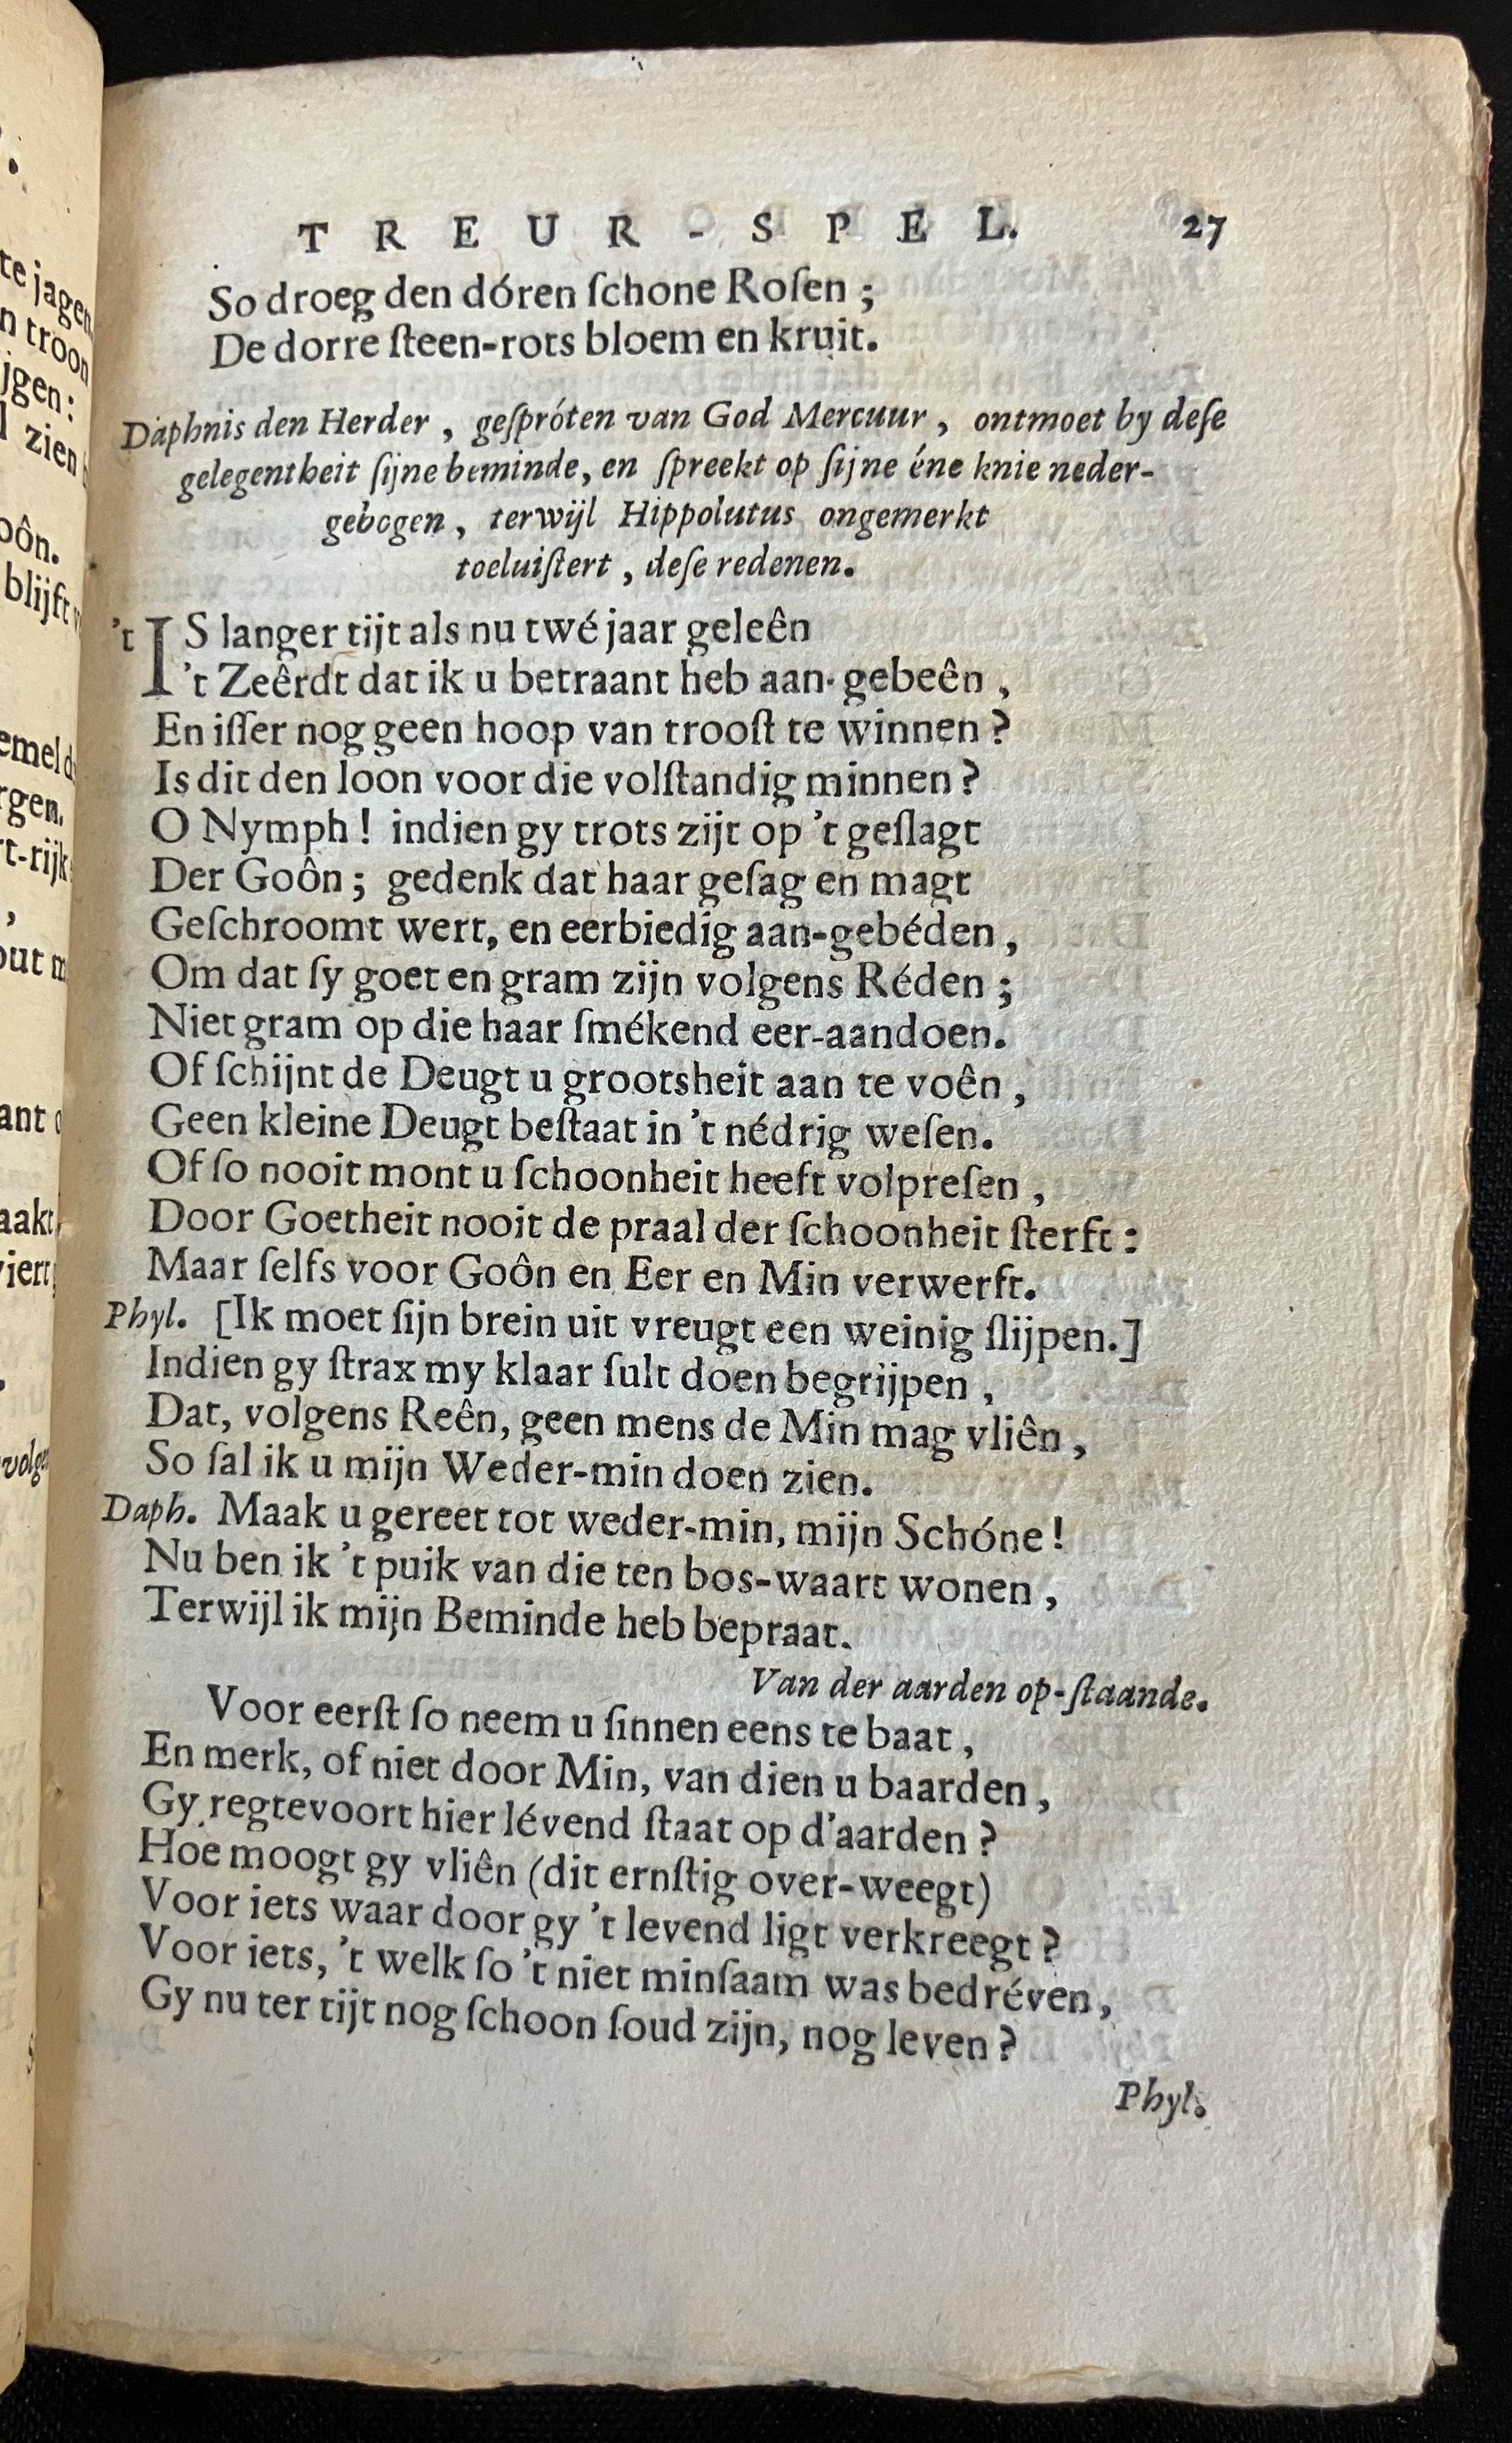 TREUR-SPEL. 27
So droeg den dóren ſchone Roſen ;
De dorre ſteen-rots bloem en kruit.
Daphnis den Herder , geſpróten van God Mercuur , ontmoet by deſe
gelegentheit ſijne beminde, en ſpreekt op ſijne éne knie neder-
gebogen , terwijl Hippolutus ongemerkt
toeluiſtert , deſe redenen.
't IS langer tijt als nu twé jaar geleên
't Zeêrdt dat ik u betraant heb aan-gebeên ,
En iſſer nog geen hoop van trooſt te winnen ?
Is dit den loon voor die volſtandig minnen ?
O Nymph ! indien gy trots zijt op 't geſlagt
Der Goôn ; gedenk dat haar geſag en magt
Geſchroomt wert, en eerbiedig aan-gebéden ,
Om dat ſy goet en gram zijn volgens Réden ;
Niet gram op die haar ſmékend eer-aandoen.
Of ſchijnt de Deugt u grootsheit aan te voên ,
Geen kleine Deugt beſtaat in 't nédrig weſen.
Of ſo nooit mont u ſchoonheit heeft volpreſen ,
Door Goetheit nooit de praal der ſchoonheit ſterft :
Maar ſelfs voor Goôn en Eer en Min verwerft.
Phyl. [Ik moet ſijn brein uit vreugt een weinig ſlijpen.]
Indien gy ſtrax my klaar ſult doen begrijpen ,
Dat, volgens Reên, geen mens de Min mag vliên ,
So ſal ik u mijn Weder-min doen zien.
Daph. Maak u gereet tot weder-min, mijn Schóne !
Nu ben ik 't puik van die ten bos-waart wonen ,
Terwijl ik mijn Beminde heb bepraat.
Van der aarden op-ſtaande.
Voor eerſt ſo neem u ſinnen eens te baat ,
En merk, of niet door Min, van dien u baarden ,
Gy regtevoort hier lévend ſtaat op d'aarden ?
Hoe moogt gy vliên (dit ernſtig over-weegt)
Voor iets waar door gy 't levend ligt verkreegt ?
Voor iets, 't welk ſo 't niet minſaam was bedréven ,
Gy nu ter tijt nog ſchoon ſoud zijn, nog leven ?
Phyl.